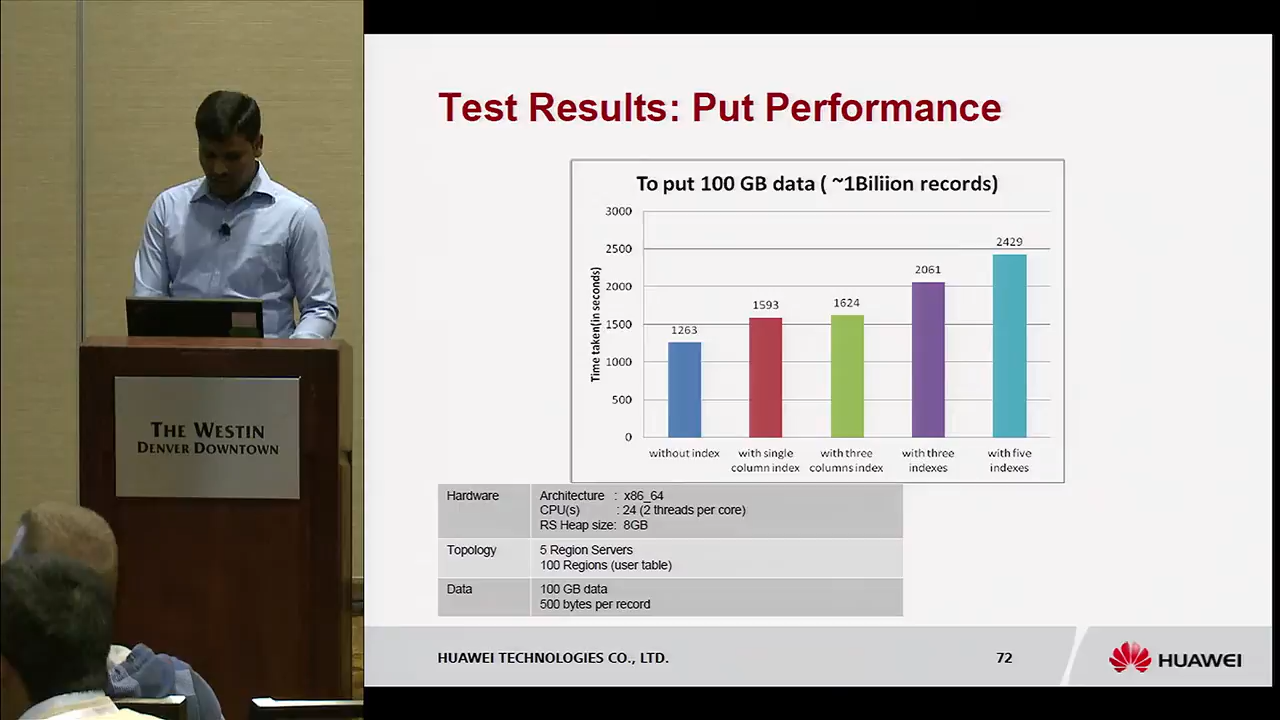 THE WESTIN
DENVER DOWNTOWN
Test Results: Put Performance
To put 100 GB data ( ~1Biliion records)
Time taken(in seconds)
3000
2500
2000
1500
1000
500
0
1263
1593
1624
2061
2429
without index
with single
column index
with three
columns index
with three
indexes
with five
indexes
Hardware
Architecture : x86_64
CPU(s) : 24 (2 threads per core)
RS Heap size: 8GB
Topology
5 Region Servers
100 Regions (user table)
Data
100 GB data
500 bytes per record
HUAWEI TECHNOLOGIES CO., LTD.
72
HUAWEI